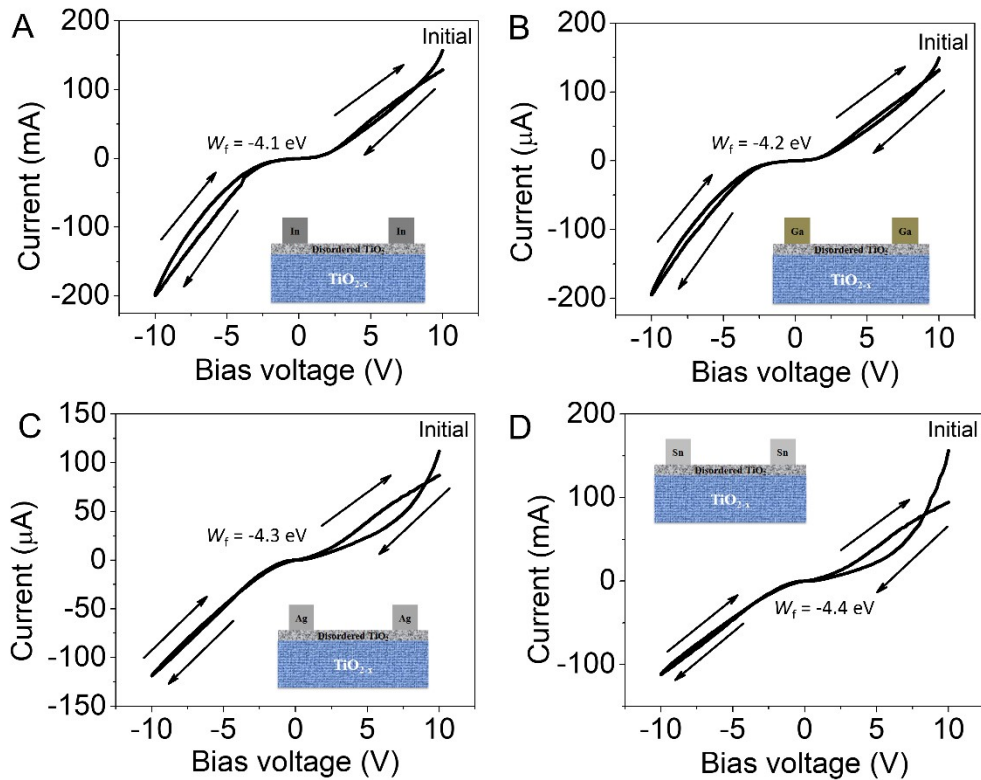 A
Current (mA)
200
100
0
-100
-200
Initial
W_f = -4.1 eV
In
In
Disordered TiO₂
TiO₂₋ₓ
-10
-5
0
5
10
Bias voltage (V)
B
Current (μA)
200
100
0
-100
-200
Initial
W_f = -4.2 eV
Ga
Ga
Disordered TiO₂
TiO₂₋ₓ
-10
-5
0
5
10
Bias voltage (V)
C
Current (μA)
150
100
50
0
-50
-100
-150
Initial
W_f = -4.3 eV
Ag
Ag
Disordered TiO₂
TiO₂₋ₓ
-10
-5
0
5
10
Bias voltage (V)
D
Current (mA)
200
100
0
-100
Initial
Sn
Sn
Disordered TiO₂
TiO₂₋ₓ
W_f = -4.4 eV
-10
-5
0
5
10
Bias voltage (V)